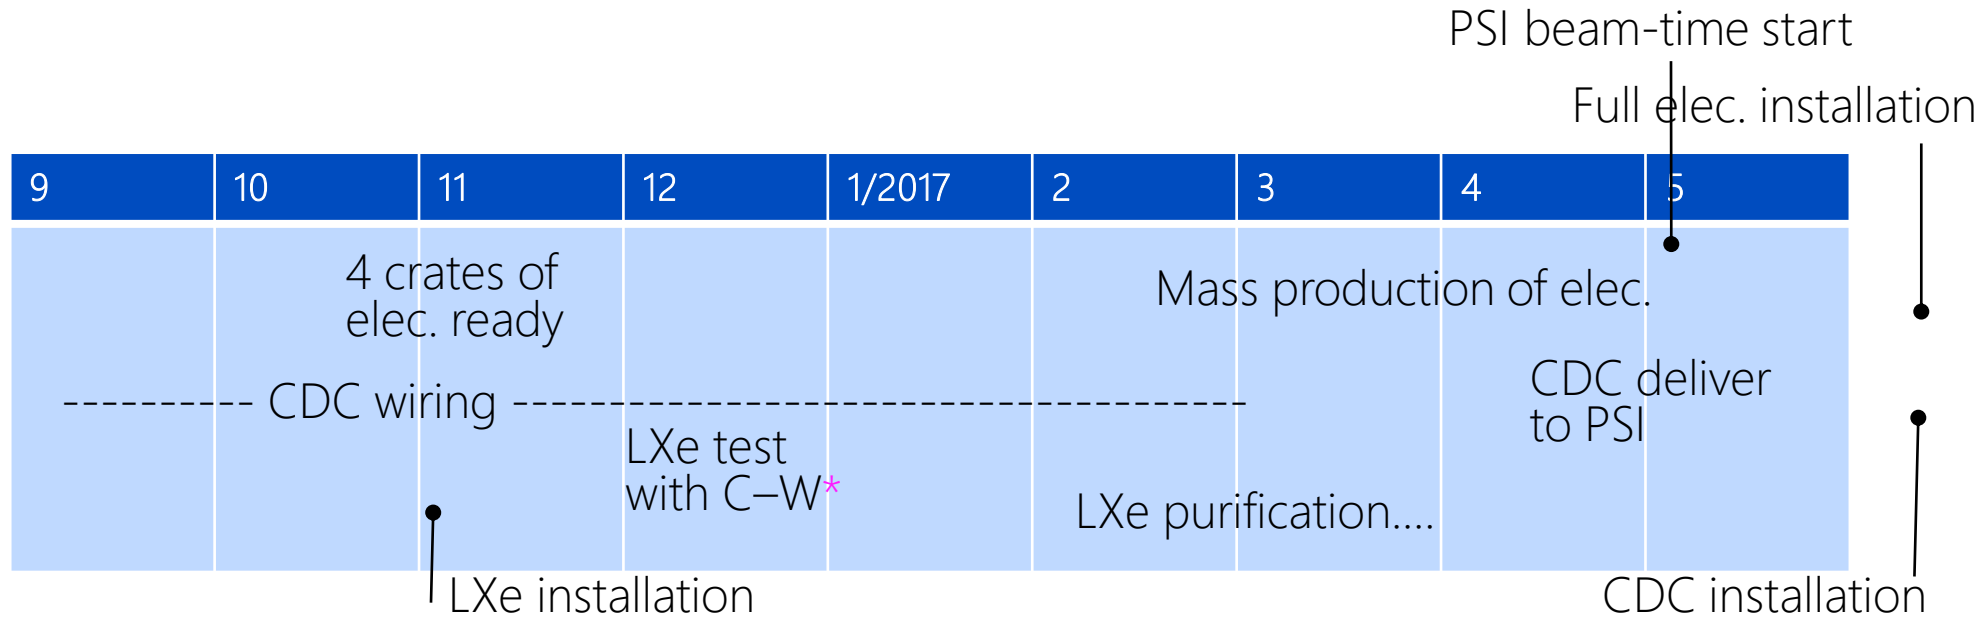 PSI beam-time start
Full elec. installation
9 10 11 12 1/2017 2 3 4 5
4 crates of
elec. ready
Mass production of elec.
CDC deliver
to PSI
---------- CDC wiring --------------------------------------
LXe test
with C–W*
LXe purification....
LXe installation
CDC installation